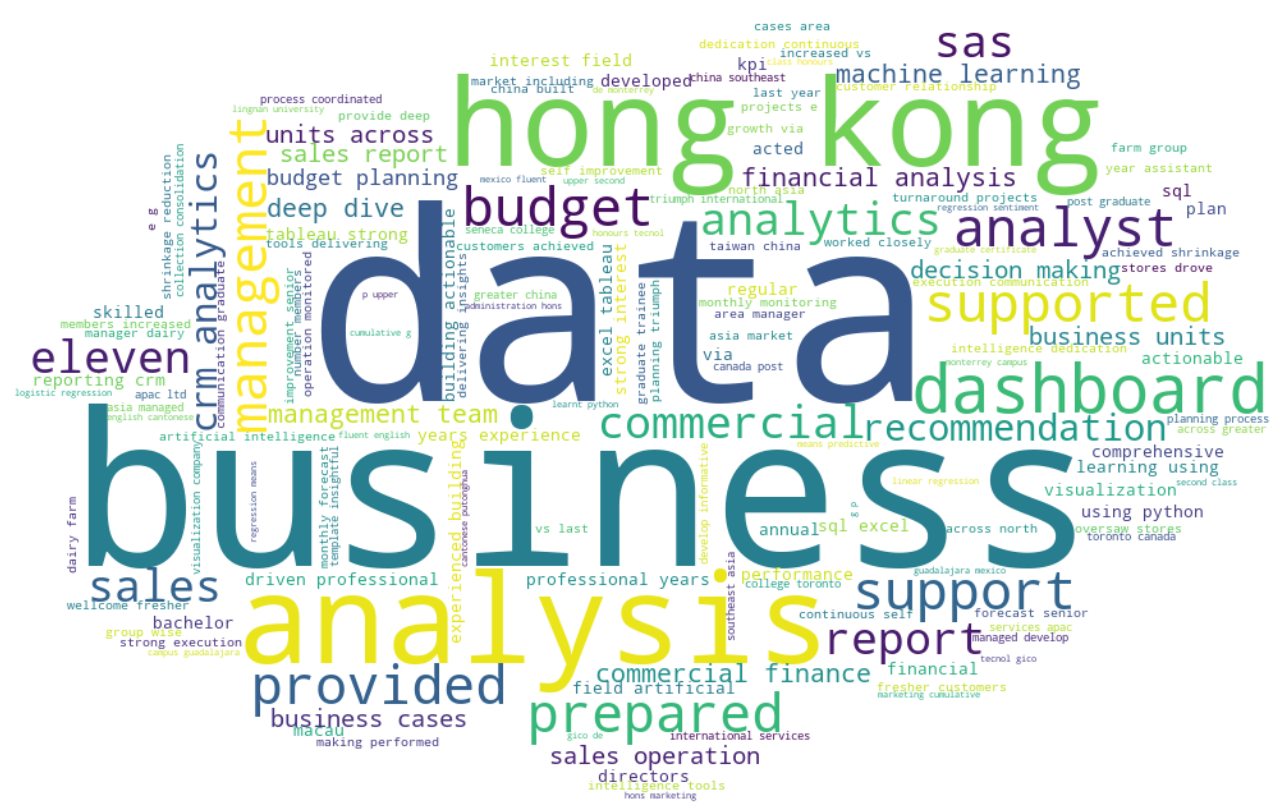 cases area
dedication continuous
increased vs
sas
interest field
kpi
class honours
market including
developed
china southeast
machine learning
china built
de monterrey
last year
customer relationship
process coordinated
hong kong
projects e
lingnan university
provide deep
growth via
units across
acted
farm group
sales report
self improvement
north asia
year assistant
budget planning
mexico fluent
upper second
financial analysis
sql
triumph international
turnaround projects
post graduate
deep dive
budget
analytics
regression sentiment
analyst
plan
tableau strong
seneca college
honours tecnol
graduate certificate
tools delivering
customers achieved
taiwan china
worked closely
achieved shrinkage
shrinkage reduction
collection consolidation
e g
crm analytics
communication graduate
management
improvement senior
number members
operation monitored
data
building actionable
delivering insights
excel tableau
strong interest
graduate trainee
planning triumph
decision making
stores drove
execution communication
p upper
greater china
administration hons
regular
monthly monitoring
area manager
supported
skilled
members increased
manager dairy
cumulative g
asia market
business units
eleven
via
intelligence dedication
actionable
reporting crm
canada post
monterrey campus
logistic regression
apac ltd
dashboard
asia managed
english cantonese
management team
learnt python
commercial
recommendation
planning process
across greater
artificial intelligence
fluent english
years experience
means predictive
comprehensive
business
learning using
linear regression
second class
visualization
using python
dairy farm
visualization company
regression means
monthly forecast
template insightful
experienced building
cantonese putonghua
develop informative
g p
vs last
annual
sql excel
across north
oversaw stores
toronto canada
sales
driven professional
professional years
southeast asia
performance
college toronto
guadalajara mexico
support
wellcome fresher
analysis
continuous self
forecast senior
bachelor
services apac
group wise
strong execution
report
managed develop
campus guadalajara
tecnol gico
provided
commercial finance
financial
field artificial
fresher customers
marketing cumulative
business cases
prepared
macau
making performed
gico de
international services
sales operation
directors
intelligence tools
hons marketing